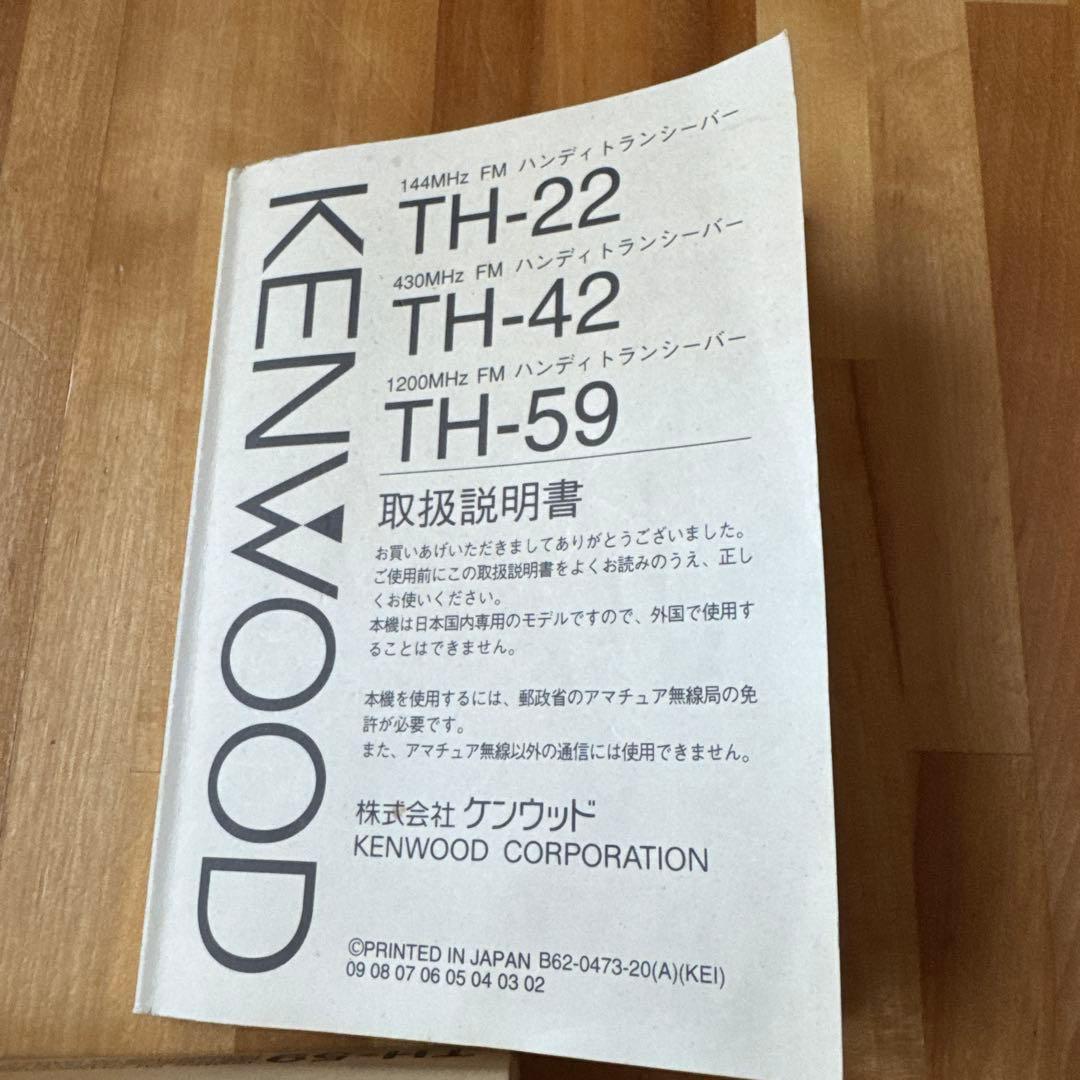 KENWOOD
144MHz FM ハンディトランシーバー
TH-22
430MHz FM ハンディトランシーバー
TH-42
1200MHz FM ハンディトランシーバー
TH-59
取扱説明書
お買いあげいただきましてありがとうございました。
ご使用前にこの取扱説明書をよくお読みのうえ、正し
くお使いください。
本機は日本国内専用のモデルですので、外国で使用す
ることはできません。
本機を使用するには、郵政省のアマチュア無線局の免
許が必要です。
また、アマチュア無線以外の通信には使用できません。
株式会社 ケンウッド
KENWOOD CORPORATION
©PRINTED IN JAPAN B62-0473-20(A)(KEI)
09 08 07 06 05 04 03 02
TH-59